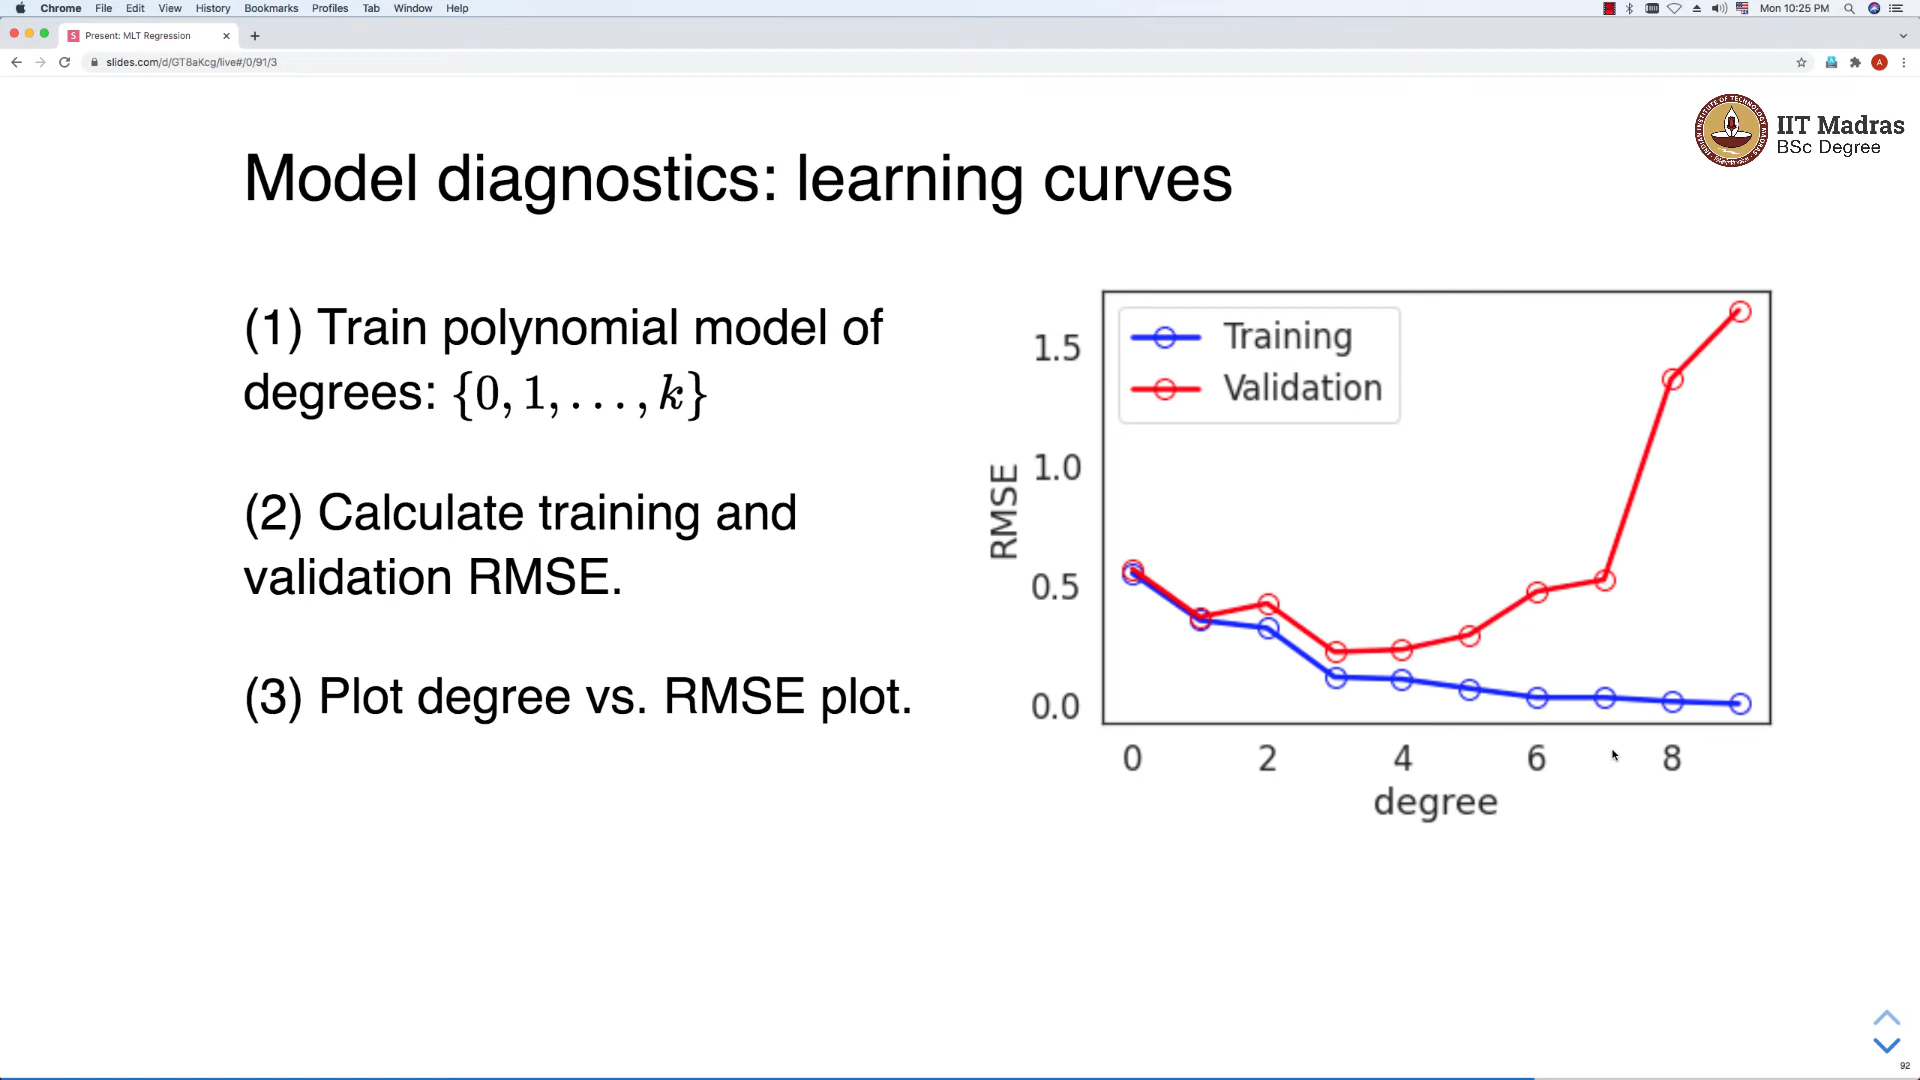 Chrome File Edit View History Bookmarks Profiles Tab Window Help Mon 10:25 PM
S Present: MLT Regression
slides.com/d/GTBaKcg/live#/0/91/3 A
IIT Madras
BSc Degree
Model diagnostics: learning curves
(1) Train polynomial model of
degrees: {0, 1, . . . , k}
(2) Calculate training and
validation RMSE.
(3) Plot degree vs. RMSE plot.
Training
Validation
RMSE
1.5
1.0
0.5
0.0
0 2 4 6 8
degree
92